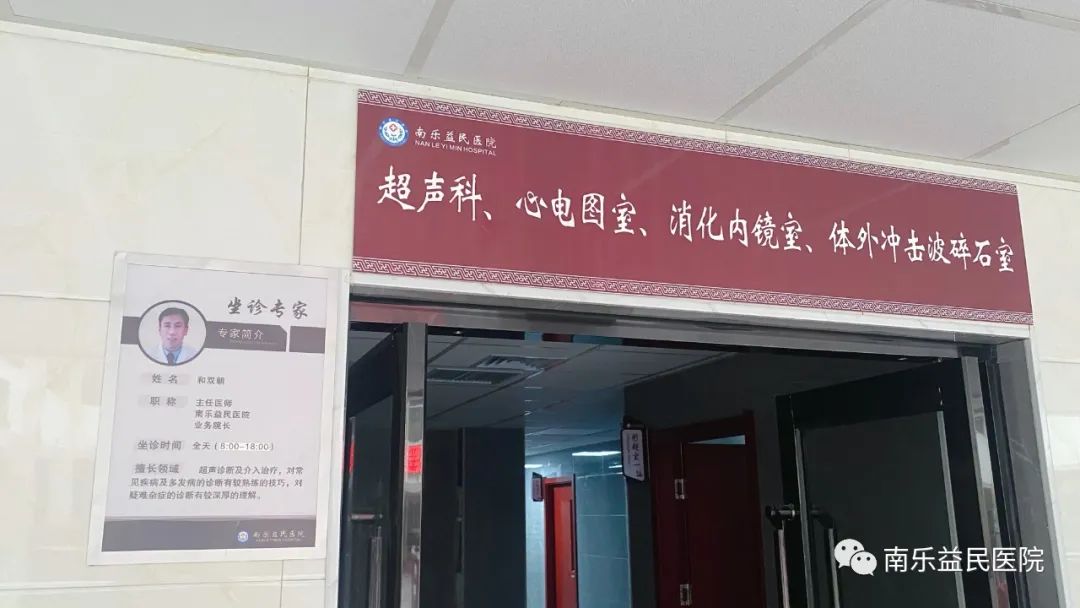 南乐益民医院
NAN LE YI MIN HOSPITAL
超声科、心电图室、消化内镜室、体外冲击波碎石室
坐诊专家
专家简介
姓 名 和双朝
职 称 主任医师
南乐益民医院
业务院长
坐诊时间 全天（8:00-18:00）
擅长领域 超声诊断及介入治疗，对常
见疾病及多发病的诊断有较熟练的技巧，对
疑难杂症的诊断有较深厚的理解。
南乐益民医院
NAN LE YI MIN HOSPITAL
南乐益民医院